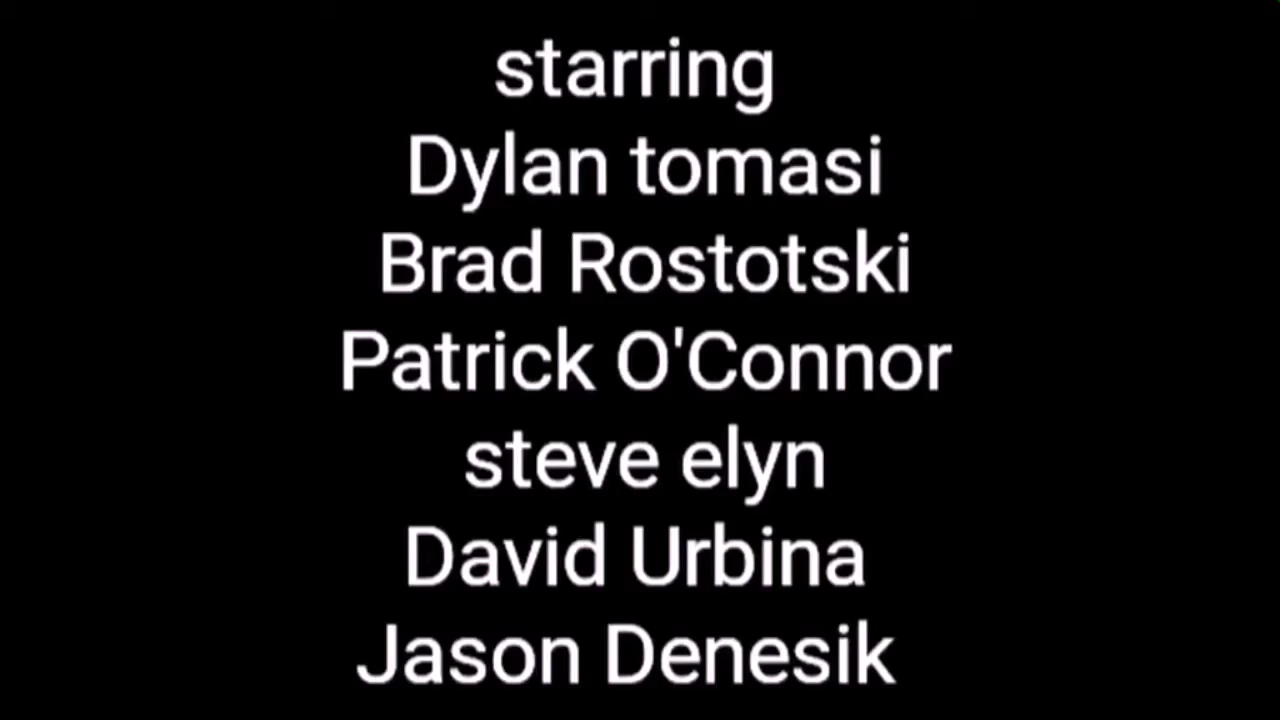 starring
Dylan tomasi
Brad Rostotski
Patrick O'Connor
steve elyn
David Urbina
Jason Denesik